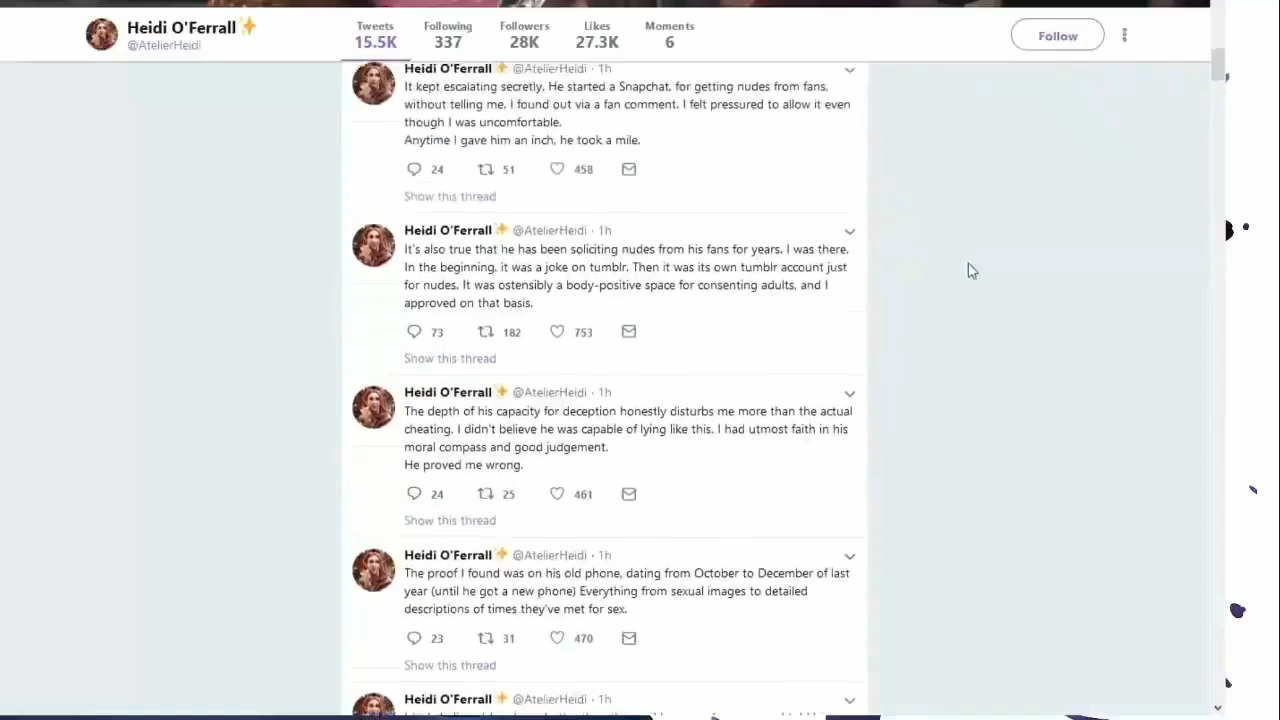 Heidi O'Ferrall✨
@AtelierHeidi
Tweets Following Followers Likes Moments
15.5K 337 28K 27.3K 6
Follow
Heidi O'Ferrall✨ @AtelierHeidi · 1h
It kept escalating secretly. He started a Snapchat, for getting nudes from fans,
without telling me. I found out via a fan comment. I felt pressured to allow it even
though I was uncomfortable.
Anytime I gave him an inch, he took a mile.
24 51 458
Show this thread
Heidi O'Ferrall✨ @AtelierHeidi · 1h
It's also true that he has been soliciting nudes from his fans for years. I was there.
In the beginning, it was a joke on tumblr. Then it was its own tumblr account just
for nudes. It was ostensibly a body-positive space for consenting adults, and I
approved on that basis.
73 182 753
Show this thread
Heidi O'Ferrall✨ @AtelierHeidi · 1h
The depth of his capacity for deception honestly disturbs me more than the actual
cheating. I didn't believe he was capable of lying like this. I had utmost faith in his
moral compass and good judgement.
He proved me wrong.
24 25 461
Show this thread
Heidi O'Ferrall✨ @AtelierHeidi · 1h
The proof I found was on his old phone, dating from October to December of last
year (until he got a new phone) Everything from sexual images to detailed
descriptions of times they've met for sex.
23 31 470
Show this thread
Heidi O'Ferrall✨ @AtelierHeidi · 1h